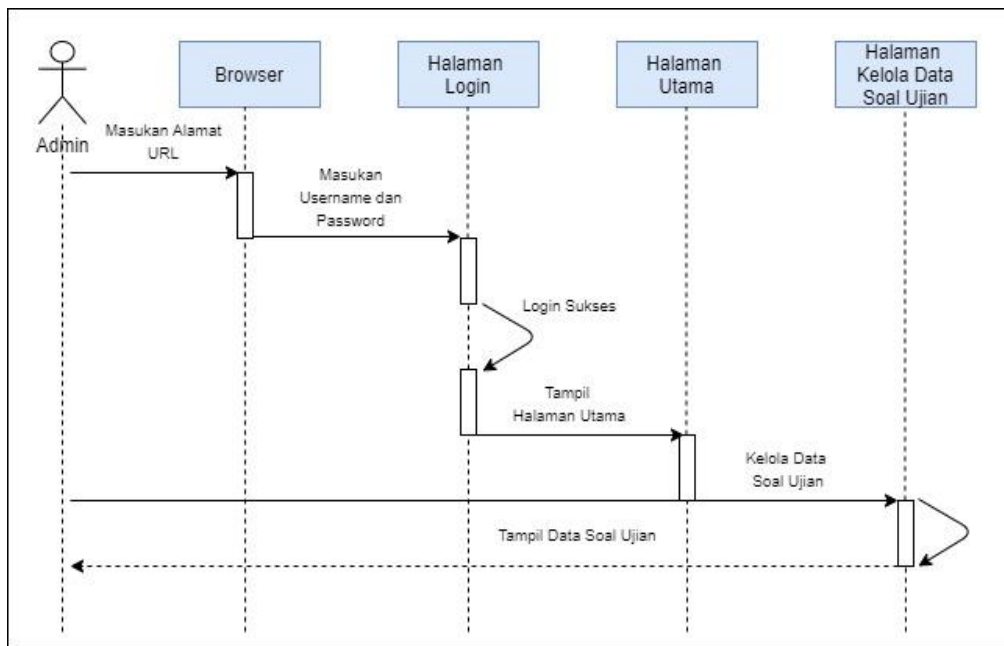 Browser
Halaman
Login
Halaman
Utama
Halaman
Kelola Data
Soal Ujian
Admin
Masukan Alamat
URL
Masukan
Username dan
Password
Login Sukses
Tampil
Halaman Utama
Kelola Data
Soal Ujian
Tampil Data Soal Ujian